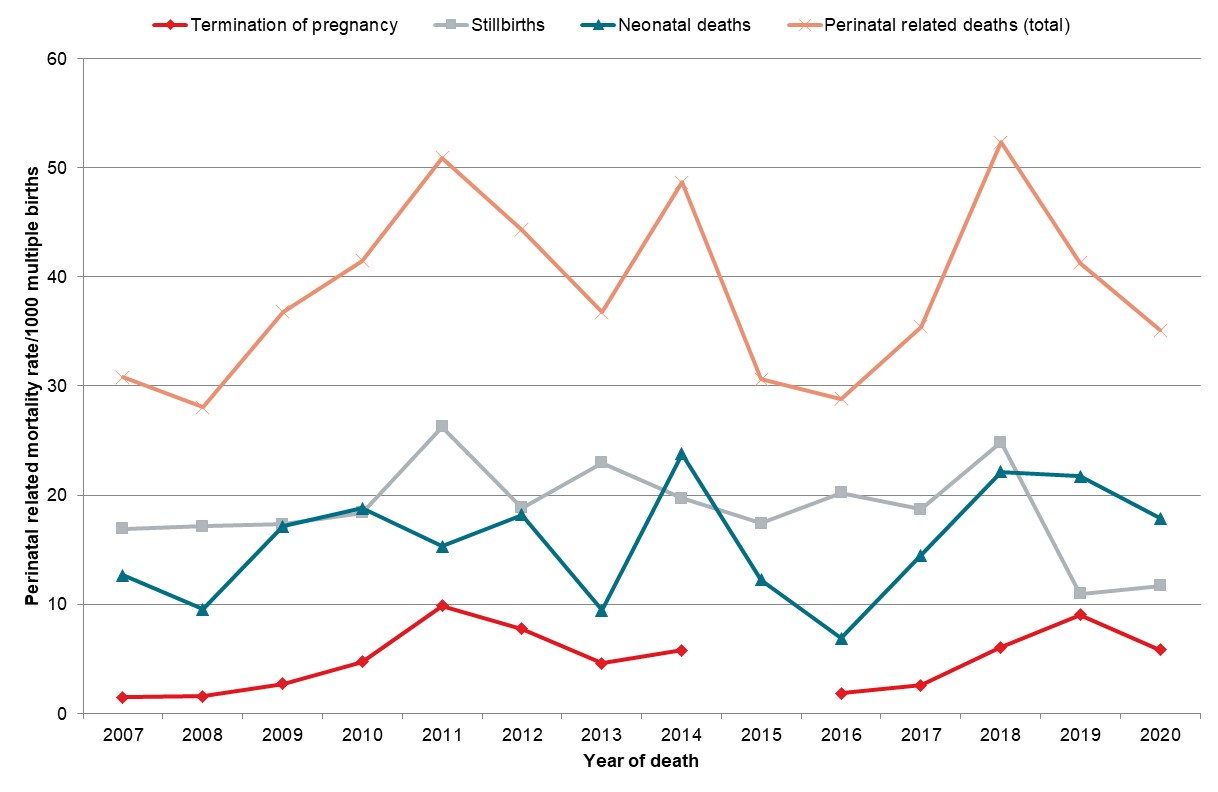 Termination of pregnancy Stillbirths Neonatal deaths Perinatal related deaths (total)
Perinatal related mortality rate/1000 multiple births
60
50
40
30
20
10
0
2007 2008 2009 2010 2011 2012 2013 2014 2015 2016 2017 2018 2019 2020
Year of death